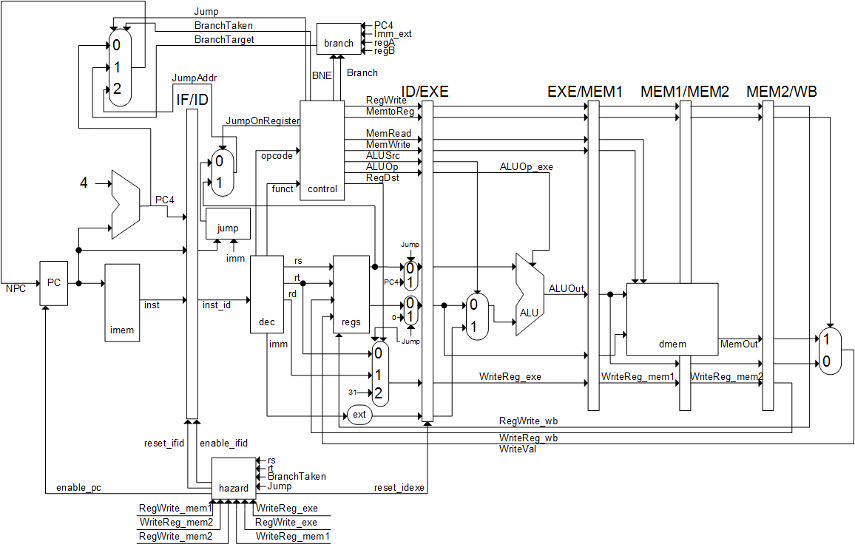 Jump
BranchTaken
BranchTarget
PC4
Imm_ext
regA
regB
branch
0
1
2
BNE
Branch
JumpAddr
IF/ID
ID/EXE
EXE/MEM1
MEM1/MEM2
MEM2/WB
RegWrite
MemtoReg
JumpOnRegister
MemRead
MemWrite
opcode
ALUSrc
ALUOp
ALUOp_exe
RegDst
0
1
4
funct
control
PC4
jump
imm
rs
rt
rd
Jump
0
1
PC4
NPC
PC
inst
inst_id
imem
dec
regs
0
1
0
Jump
0
1
ALU
ALUOut
dmem
MemOut
1
0
imm
0
1
2
31
ext
WriteReg_exe
WriteReg_mem1
WriteReg_mem2
RegWrite_wb
WriteReg_wb
WriteVal
reset_ifid
enable_ifid
rs
rt
BranchTaken
Jump
hazard
enable_pc
reset_idexe
RegWrite_mem1
WriteReg_exe
WriteReg_mem2
RegWrite_exe
RegWrite_mem2
WriteReg_mem1